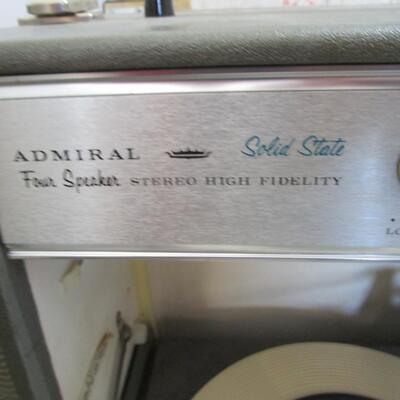 ADMIRAL Solid State
Four Speaker STEREO HIGH FIDELITY